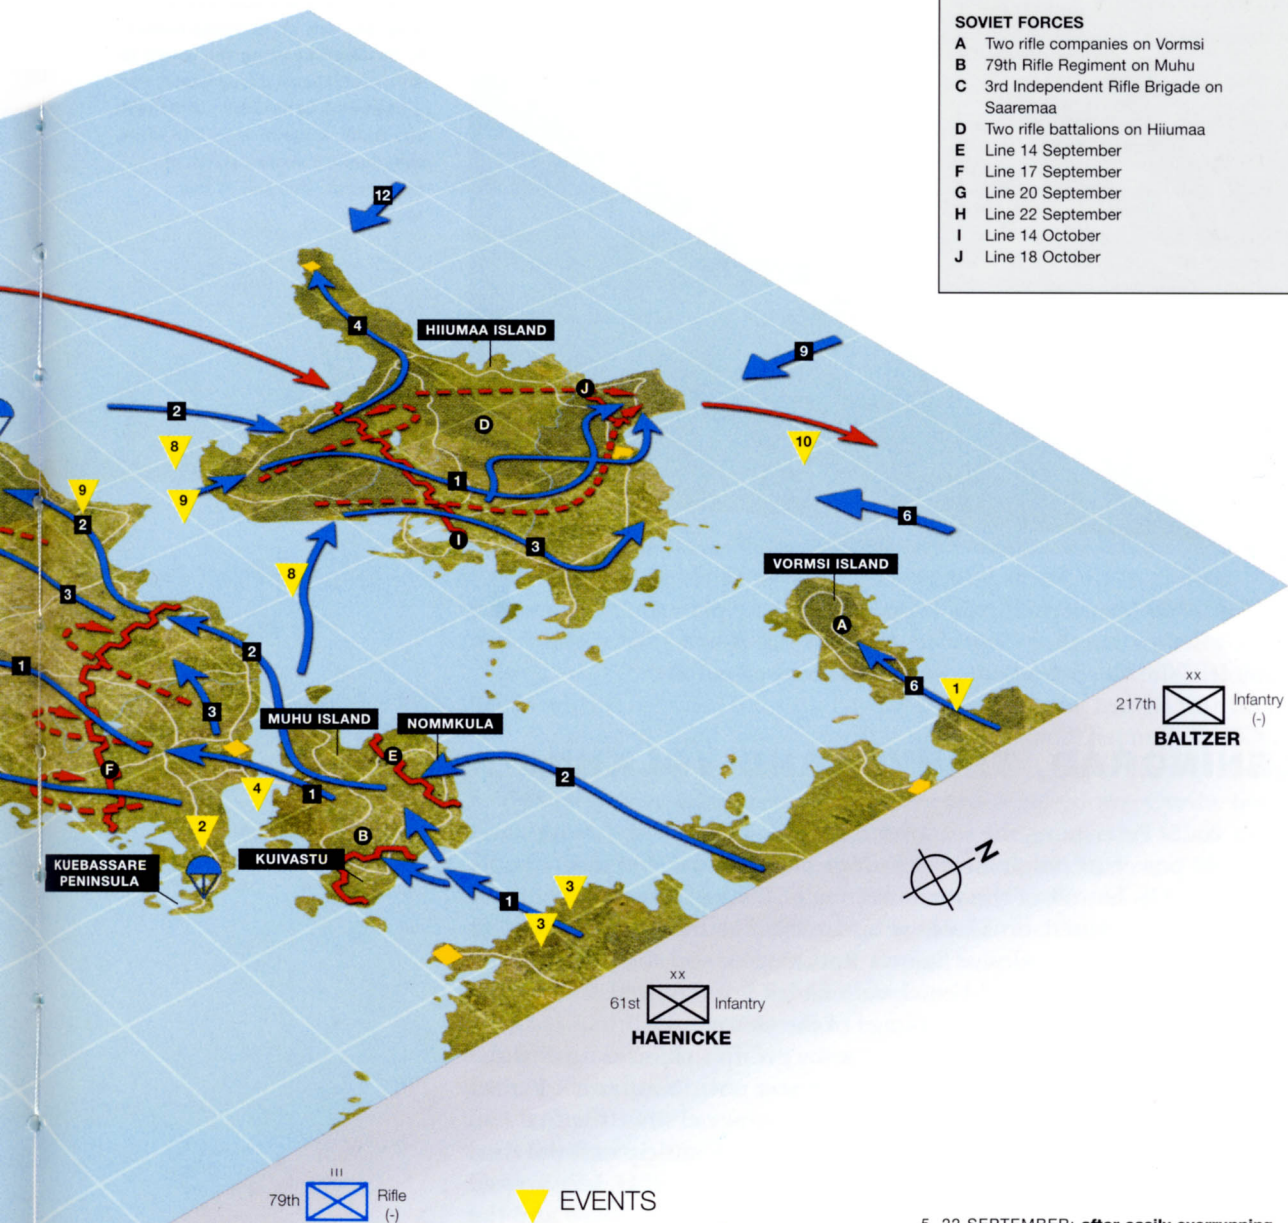 SOVIET FORCES
A Two rifle companies on Vormsi
B 79th Rifle Regiment on Muhu
C 3rd Independent Rifle Brigade on
Saaremaa
D Two rifle battalions on Hiiumaa
E Line 14 September
F Line 17 September
G Line 20 September
H Line 22 September
I Line 14 October
J Line 18 October
12
4
HIIUMAA ISLAND
9
J
2
D
8
10
9
9
1
6
2
I
3
VORMSI ISLAND
8
3
A
2
1
6
1
3
MUHU ISLAND
NOMMKULA
xx
217th
Infantry
(-)
BALTZER
E
F
2
4
1
2
B
KUEBASSARE
PENINSULA
KUIVASTU
N
3
1
3
xx
61st
Infantry
HAENICKE
III
79th
Rifle
(-)
EVENTS